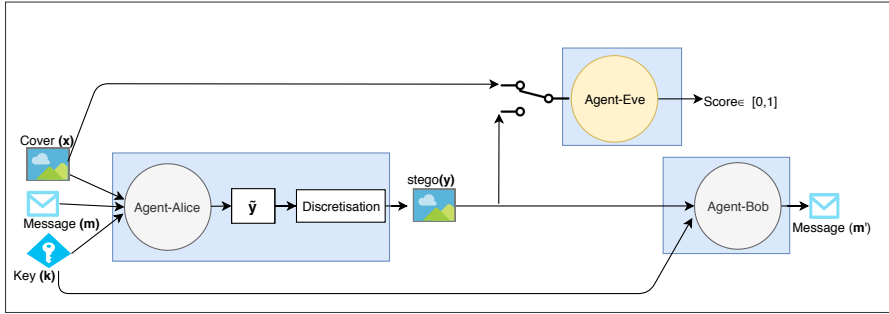 Agent-Eve
Score∈ [0,1]
Cover (x)
Agent-Alice
ỹ
Discretisation
stego(y)
Agent-Bob
Message (m)
Message (m')
Key (k)